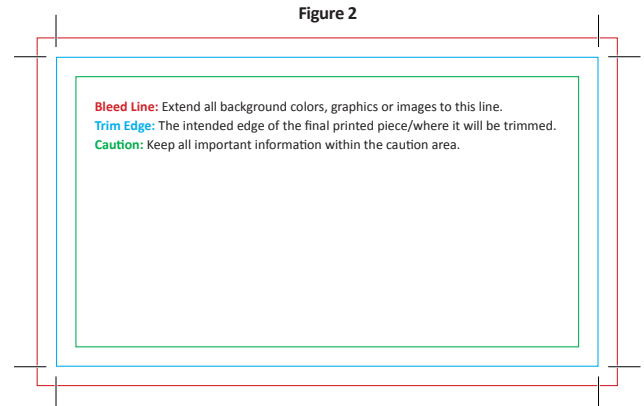 Figure 2
Bleed Line: Extend all background colors, graphics or images to this line.
Trim Edge: The intended edge of the final printed piece/where it will be trimmed.
Caution: Keep all important information within the caution area.